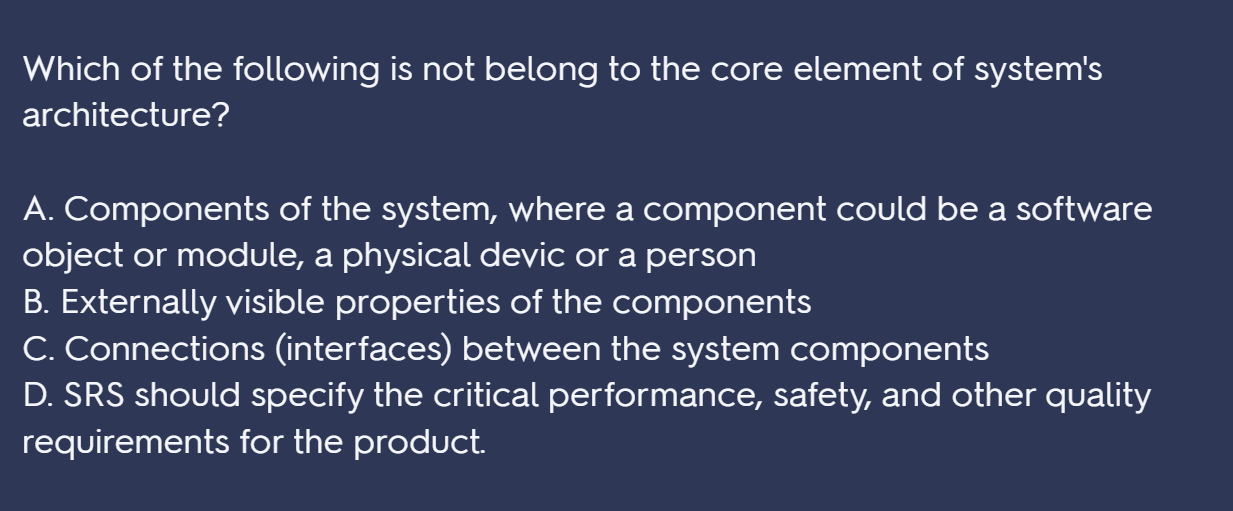 Which of the following is not belong to the core element of system's
architecture?
A. Components of the system, where a component could be a software
object or module, a physical devic or a person
B. Externally visible properties of the components
C. Connections (interfaces) between the system components
D. SRS should specify the critical performance, safety, and other quality
requirements for the product.